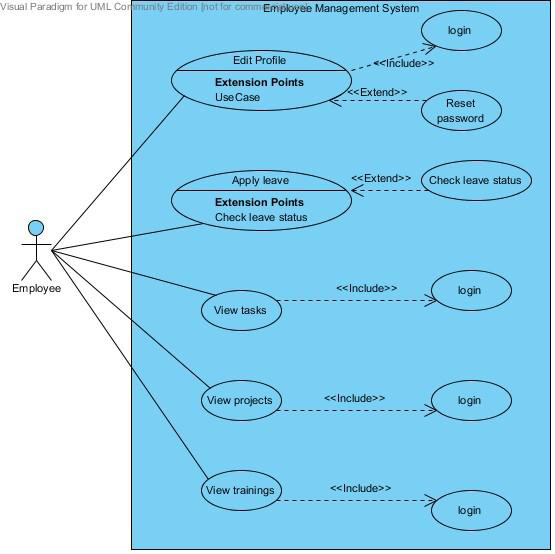 Visual Paradigm for UML Community Edition [not for comme
Employee Management System
login
Edit Profile
<<Include>>
Extension Points
UseCase
<<Extend>>
Reset
password
Apply leave
<<Extend>>
Check leave status
Extension Points
Check leave status
Employee
<<Include>>
login
View tasks
<<Include>>
login
View projects
<<Include>>
login
View trainings